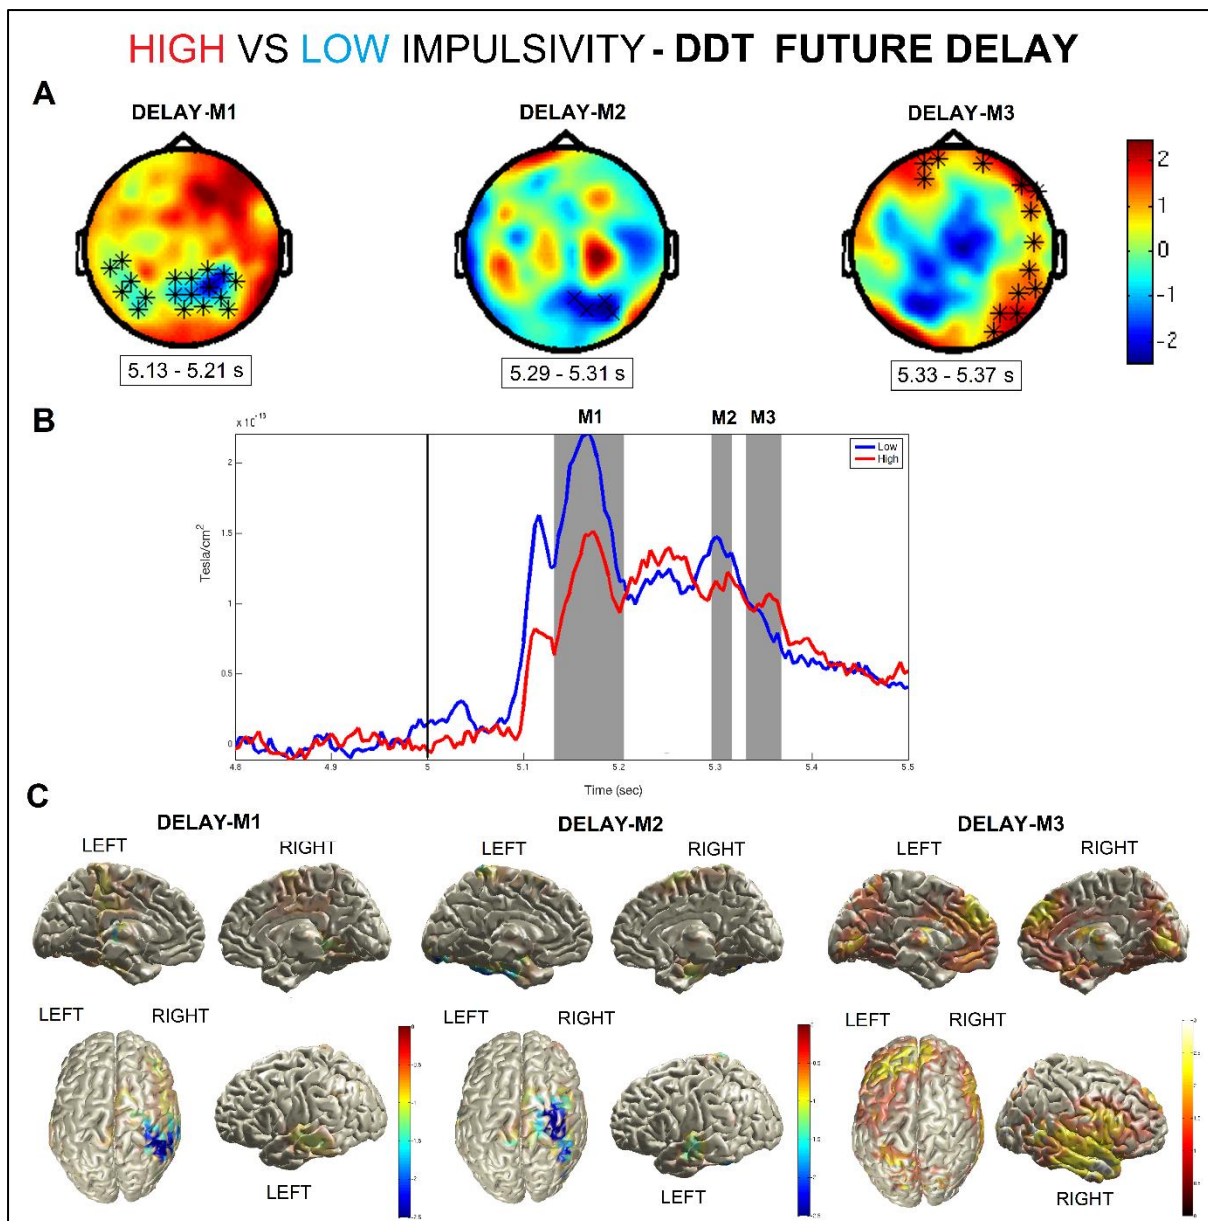 HIGH VS LOW IMPULSIVITY - DDT FUTURE DELAY
A
DELAY-M1
DELAY-M2
DELAY-M3
2
1
0
-1
-2
5.13 - 5.21 s
5.29 - 5.31 s
5.33 - 5.37 s
B
M1
M2
M3
Low
High
2
1.5
1
0.5
0
Tesla/cm²
4.8
4.9
5
5.1
5.2
5.3
5.4
5.5
Time (sec)
C
DELAY-M1
DELAY-M2
DELAY-M3
LEFT
RIGHT
LEFT
RIGHT
LEFT
RIGHT
LEFT
RIGHT
LEFT
RIGHT
LEFT
RIGHT
LEFT
LEFT
RIGHT